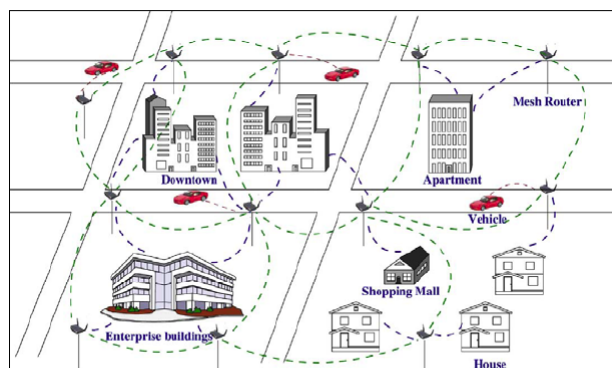 Mesh Router
Downtown
Apartment
Vehicle
Shopping Mall
Enterprise buildings
House